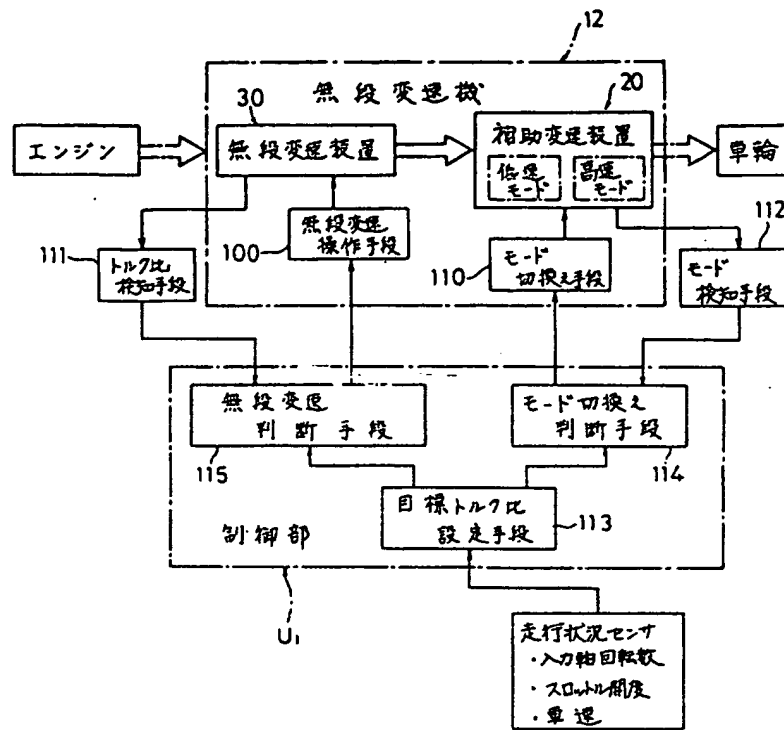 12
無段変速機
30
20
エンジン
無段変速装置
補助変速装置
低速
モード
高速
モード
車輪
112
111
トルク比
検知手段
100
無段変速
操作手段
110
モード
切換え手段
モード
検知手段
無段変速
判断手段
115
モード切換え
判断手段
114
目標トルク比
設定手段
113
制御部
U₁
走行状況センサ
・入力軸回転数
・スロットル開度
・車速